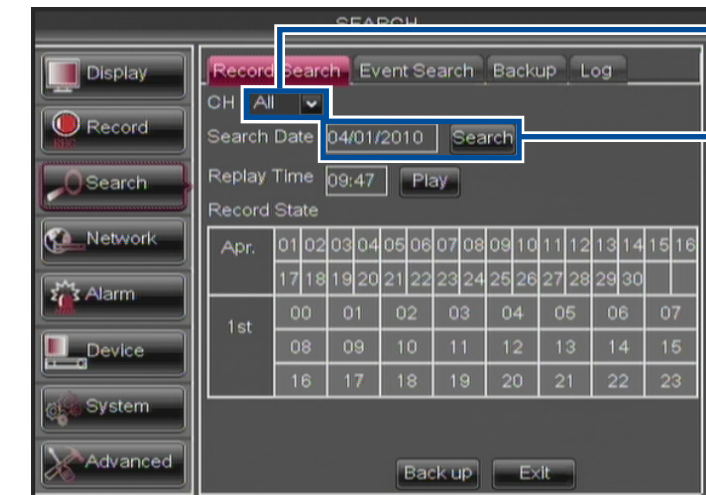 SEARCH
Display
Record
REC
Search
Network
Alarm
Device
System
Advanced
Record Search Event Search Backup Log
CH All
Search Date 04/01/2010 Search
Replay Time 09:47 Play
Record State
Apr. 01 02 03 04 05 06 07 08 09 10 11 12 13 14 15 16
17 18 19 20 21 22 23 24 25 26 27 28 29 30
1st 00 01 02 03 04 05 06 07
08 09 10 11 12 13 14 15
16 17 18 19 20 21 22 23
Back up Exit